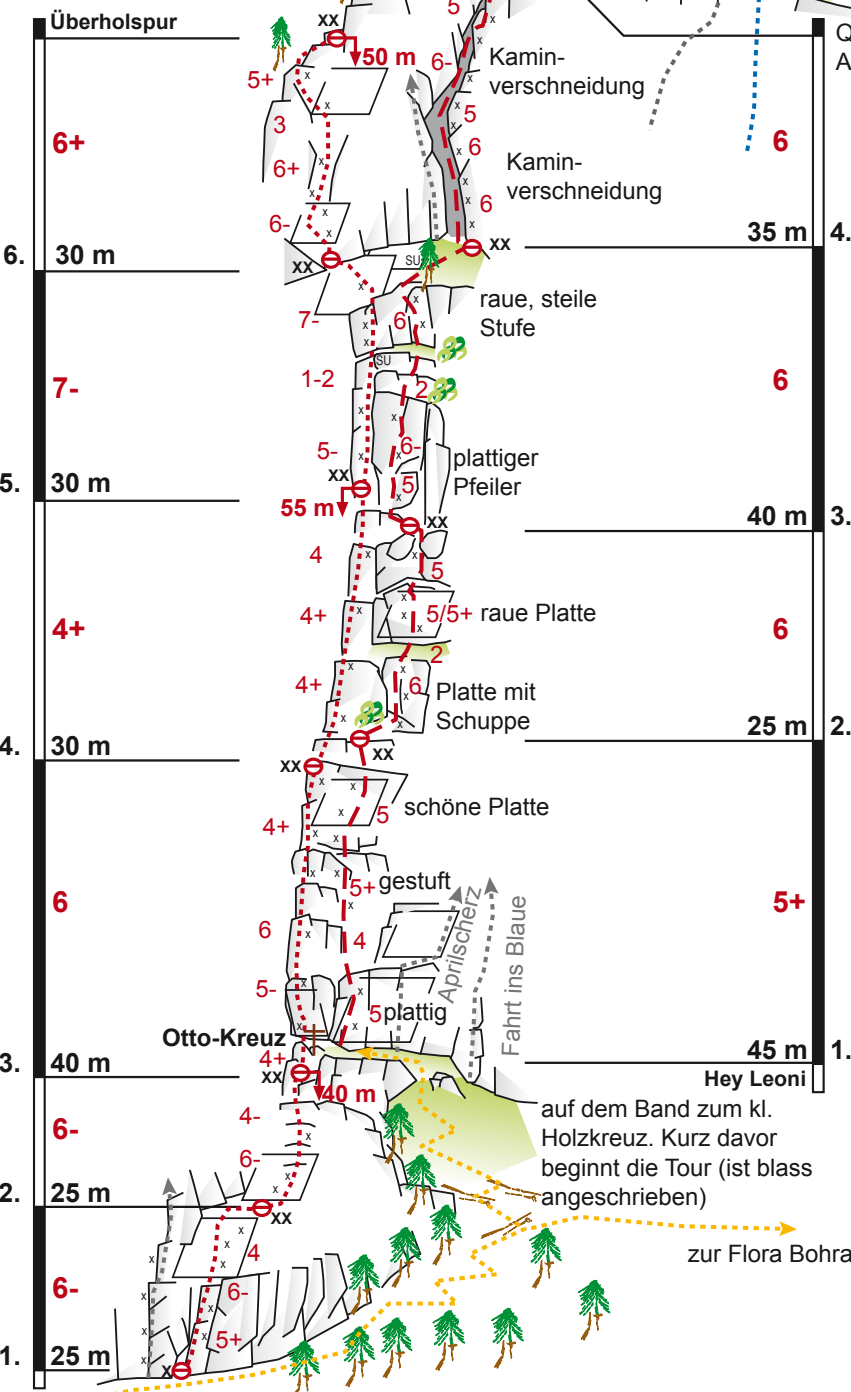 Überholspur
xx
5
Q
50 m
6-
Kamin-
verschneidung
A
5+
5
3
6+
6
6
6+
Kamin-
verschneidung
6
6-
35 m
4.
xx
6.
30 m
xx
SU
7-
6
raue, steile
Stufe
SU
7-
1-2
2
6
5-
6-
plattiger
Pfeiler
xx
5
5.
30 m
55 m
xx
40 m
3.
4
5
4+
4+
5/5+
raue Platte
6
2
4+
6
Platte mit
Schuppe
25 m
2.
4.
30 m
xx
xx
4+
5
schöne Platte
6
5+
gestuft
5+
6
4
Aprilscherz
Fahrt ins Blaue
5-
5
plattig
Otto-Kreuz
4+
45 m
1.
3.
40 m
xx
Hey Leoni
40 m
6-
4-
auf dem Band zum kl.
Holzkreuz. Kurz davor
beginnt die Tour (ist blass
angeschrieben)
6-
2.
25 m
xx
4
zur Flora Bohra
6-
6-
5+
1.
25 m
x